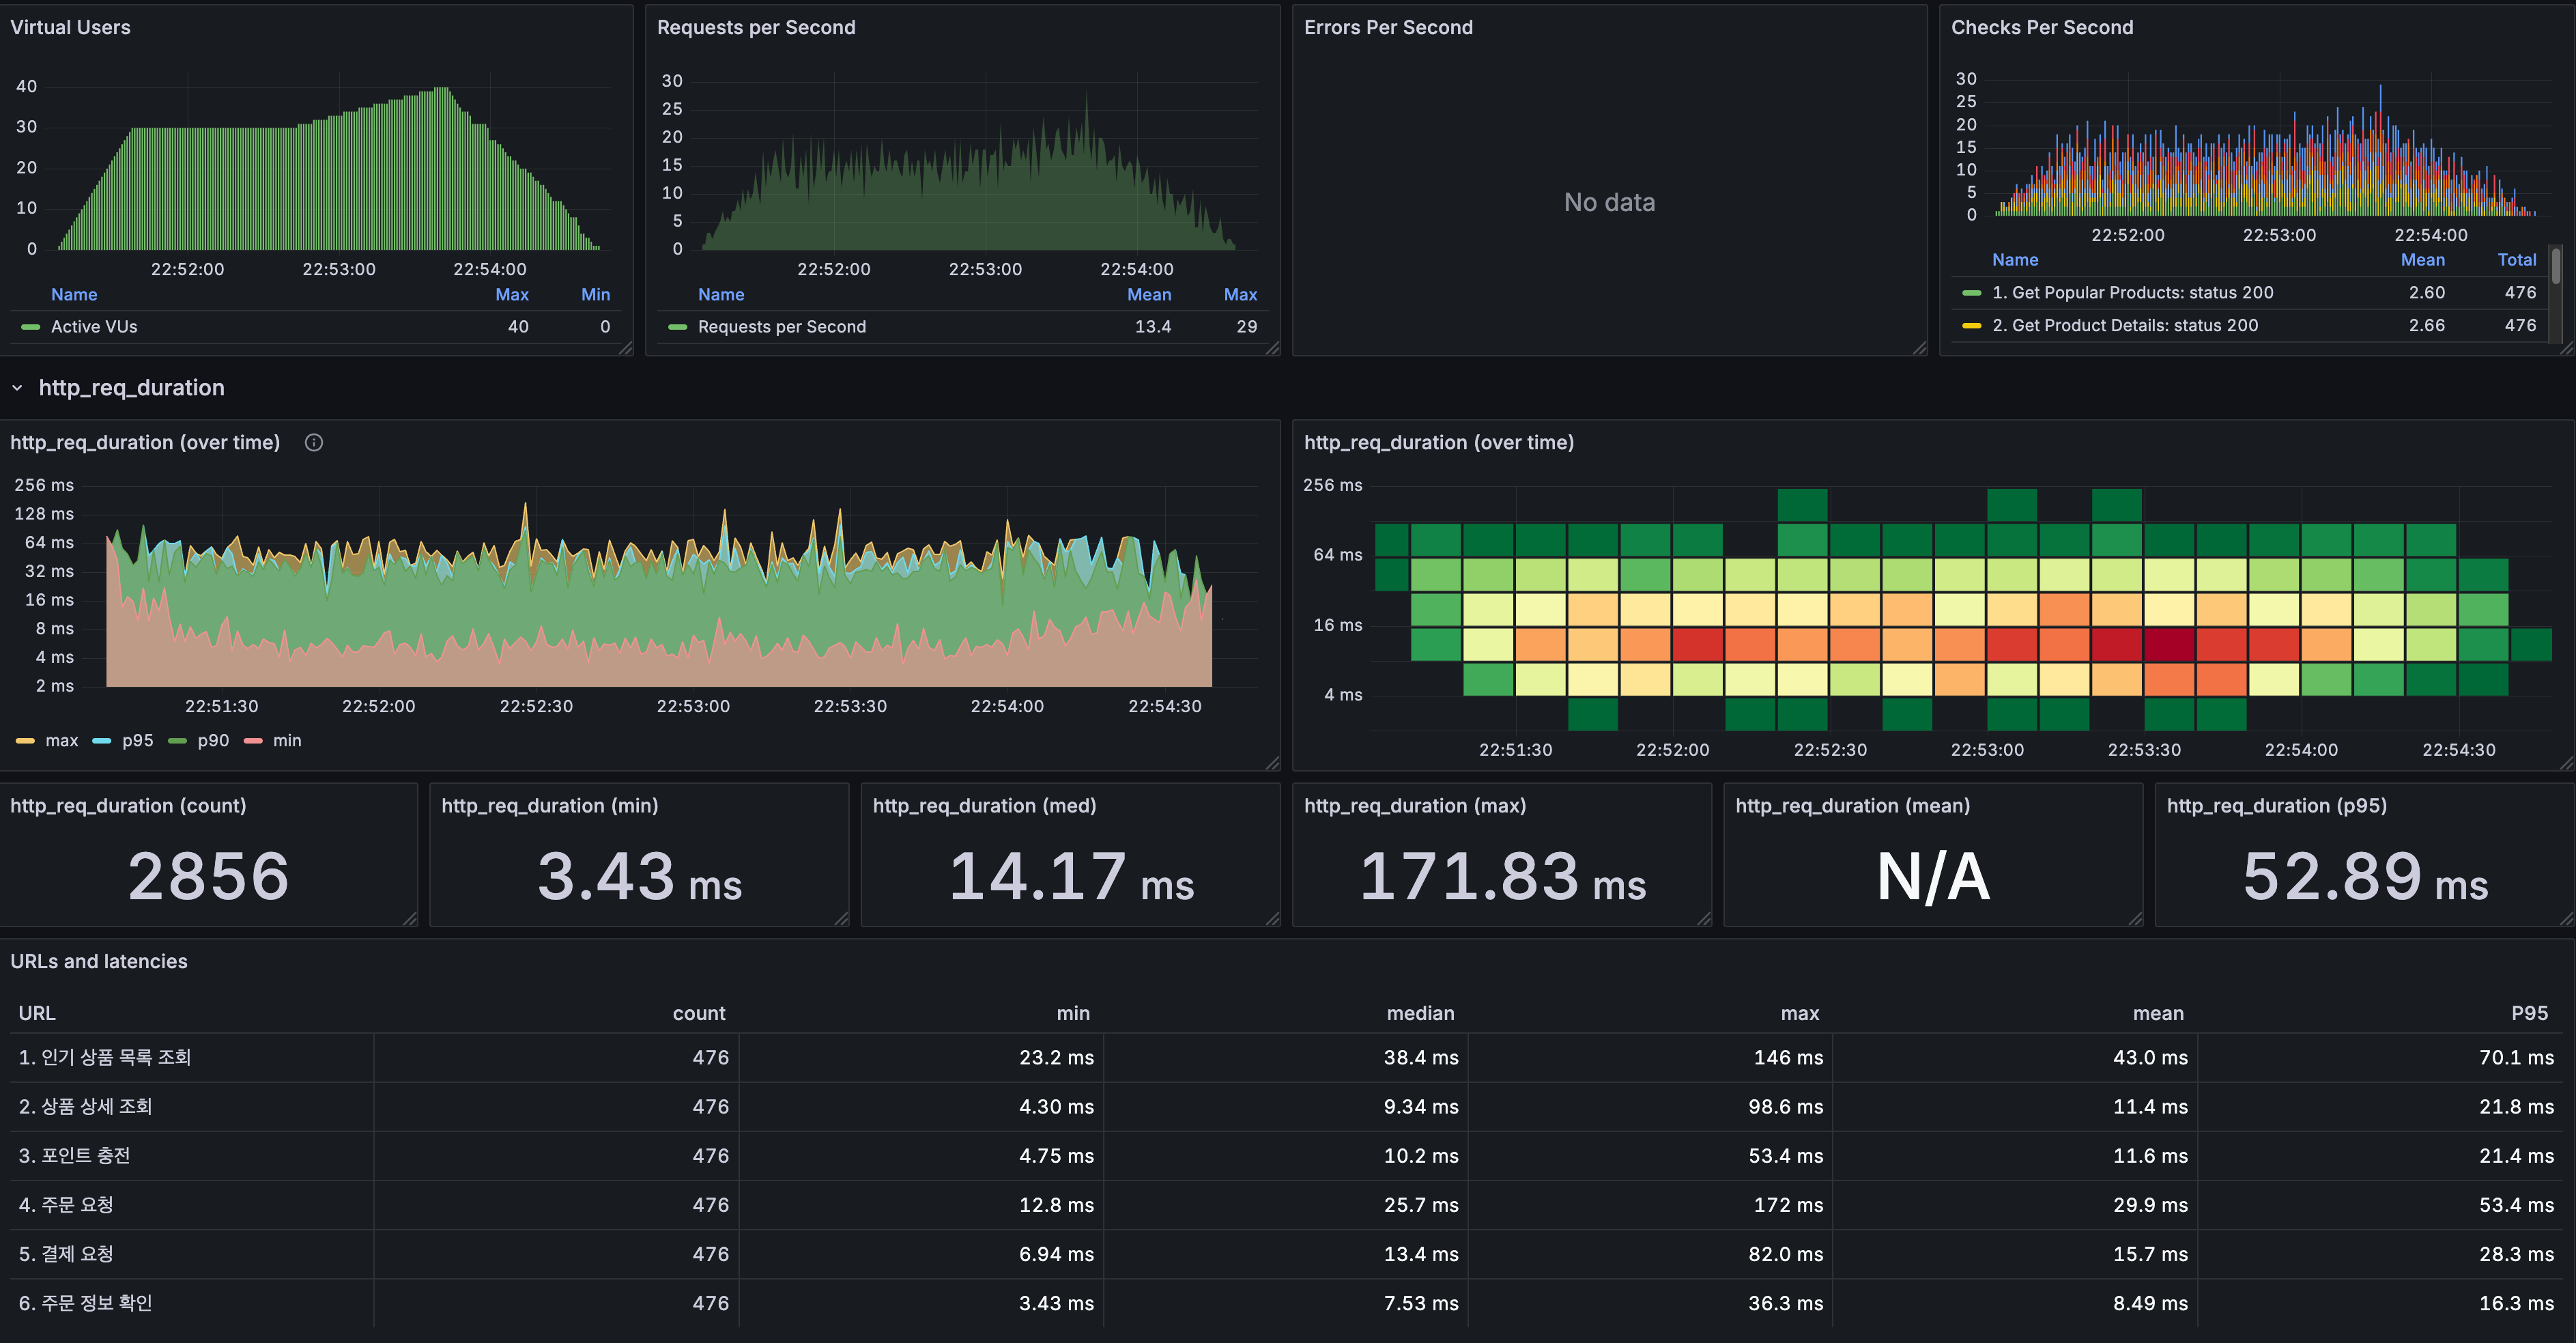 Virtual Users
40
30
20
10
0
22:52:00 22:53:00 22:54:00
Name Max Min
Active VUs 40 0
Requests per Second
30
25
20
15
10
5
0
22:52:00 22:53:00 22:54:00
Name Mean Max
Requests per Second 13.4 29
Errors Per Second
No data
Checks Per Second
30
25
20
15
10
5
0
22:52:00 22:53:00 22:54:00
Name Mean Total
1. Get Popular Products: status 200 2.60 476
2. Get Product Details: status 200 2.66 476
http_req_duration
http_req_duration (over time)
256 ms
128 ms
64 ms
32 ms
16 ms
8 ms
4 ms
2 ms
22:51:30 22:52:00 22:52:30 22:53:00 22:53:30 22:54:00 22:54:30
max p95 p90 min
http_req_duration (over time)
256 ms
64 ms
16 ms
4 ms
22:51:30 22:52:00 22:52:30 22:53:00 22:53:30 22:54:00 22:54:30
http_req_duration (count)
2856
http_req_duration (min)
3.43 ms
http_req_duration (med)
14.17 ms
http_req_duration (max)
171.83 ms
http_req_duration (mean)
N/A
http_req_duration (p95)
52.89 ms
URLs and latencies
URL count min median max mean P95
1. 인기 상품 목록 조회 476 23.2 ms 38.4 ms 146 ms 43.0 ms 70.1 ms
2. 상품 상세 조회 476 4.30 ms 9.34 ms 98.6 ms 11.4 ms 21.8 ms
3. 포인트 충전 476 4.75 ms 10.2 ms 53.4 ms 11.6 ms 21.4 ms
4. 주문 요청 476 12.8 ms 25.7 ms 172 ms 29.9 ms 53.4 ms
5. 결제 요청 476 6.94 ms 13.4 ms 82.0 ms 15.7 ms 28.3 ms
6. 주문 정보 확인 476 3.43 ms 7.53 ms 36.3 ms 8.49 ms 16.3 ms